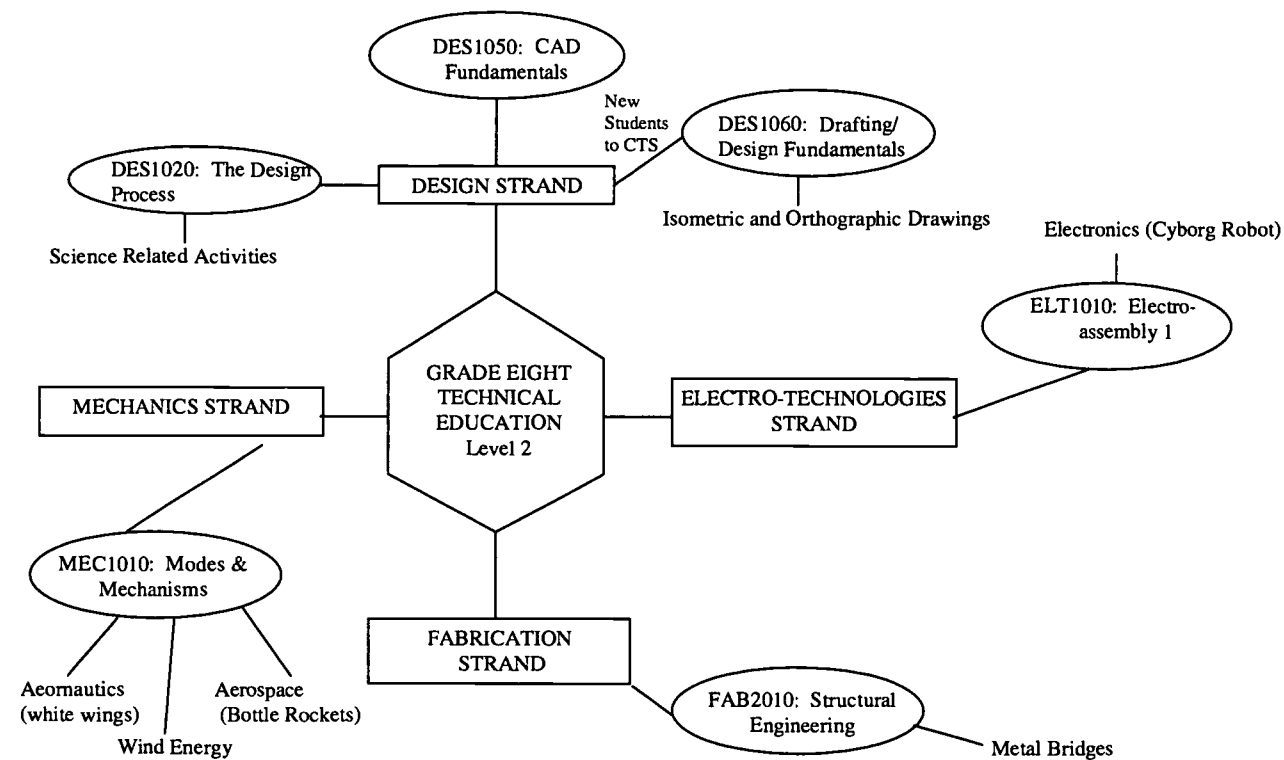 DES1050: CAD
Fundamentals
New
Students
to CTS
DES1060: Drafting/
Design Fundamentals
DES1020: The Design
Process
DESIGN STRAND
Isometric and Orthographic Drawings
Science Related Activities
Electronics (Cyborg Robot)
ELT1010: Electro-
assembly 1
GRADE EIGHT
TECHNICAL
EDUCATION
Level 2
MECHANICS STRAND
ELECTRO-TECHNOLOGIES
STRAND
MEC1010: Modes &
Mechanisms
FABRICATION
STRAND
Aeornautics
(white wings)
Aerospace
(Bottle Rockets)
Wind Energy
FAB2010: Structural
Engineering
Metal Bridges